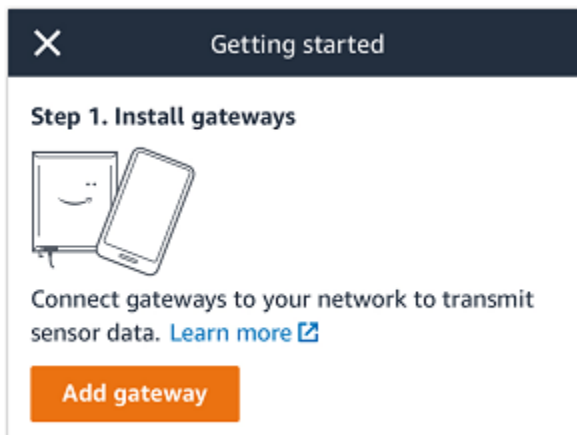 Getting started
Step 1. Install gateways
Connect gateways to your network to transmit
sensor data. Learn more
Add gateway